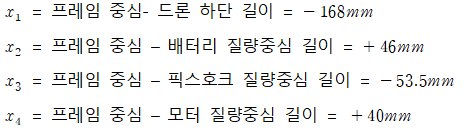 x₁ = 프레임 중심- 드론 하단 길이 = −168mm
x₂ = 프레임 중심 – 배터리 질량중심 길이 = +46mm
x₃ = 프레임 중심 – 픽스호크 질량중심 길이 = −53.5mm
x₄ = 프레임 중심 – 모터 질량중심 길이 = +40mm